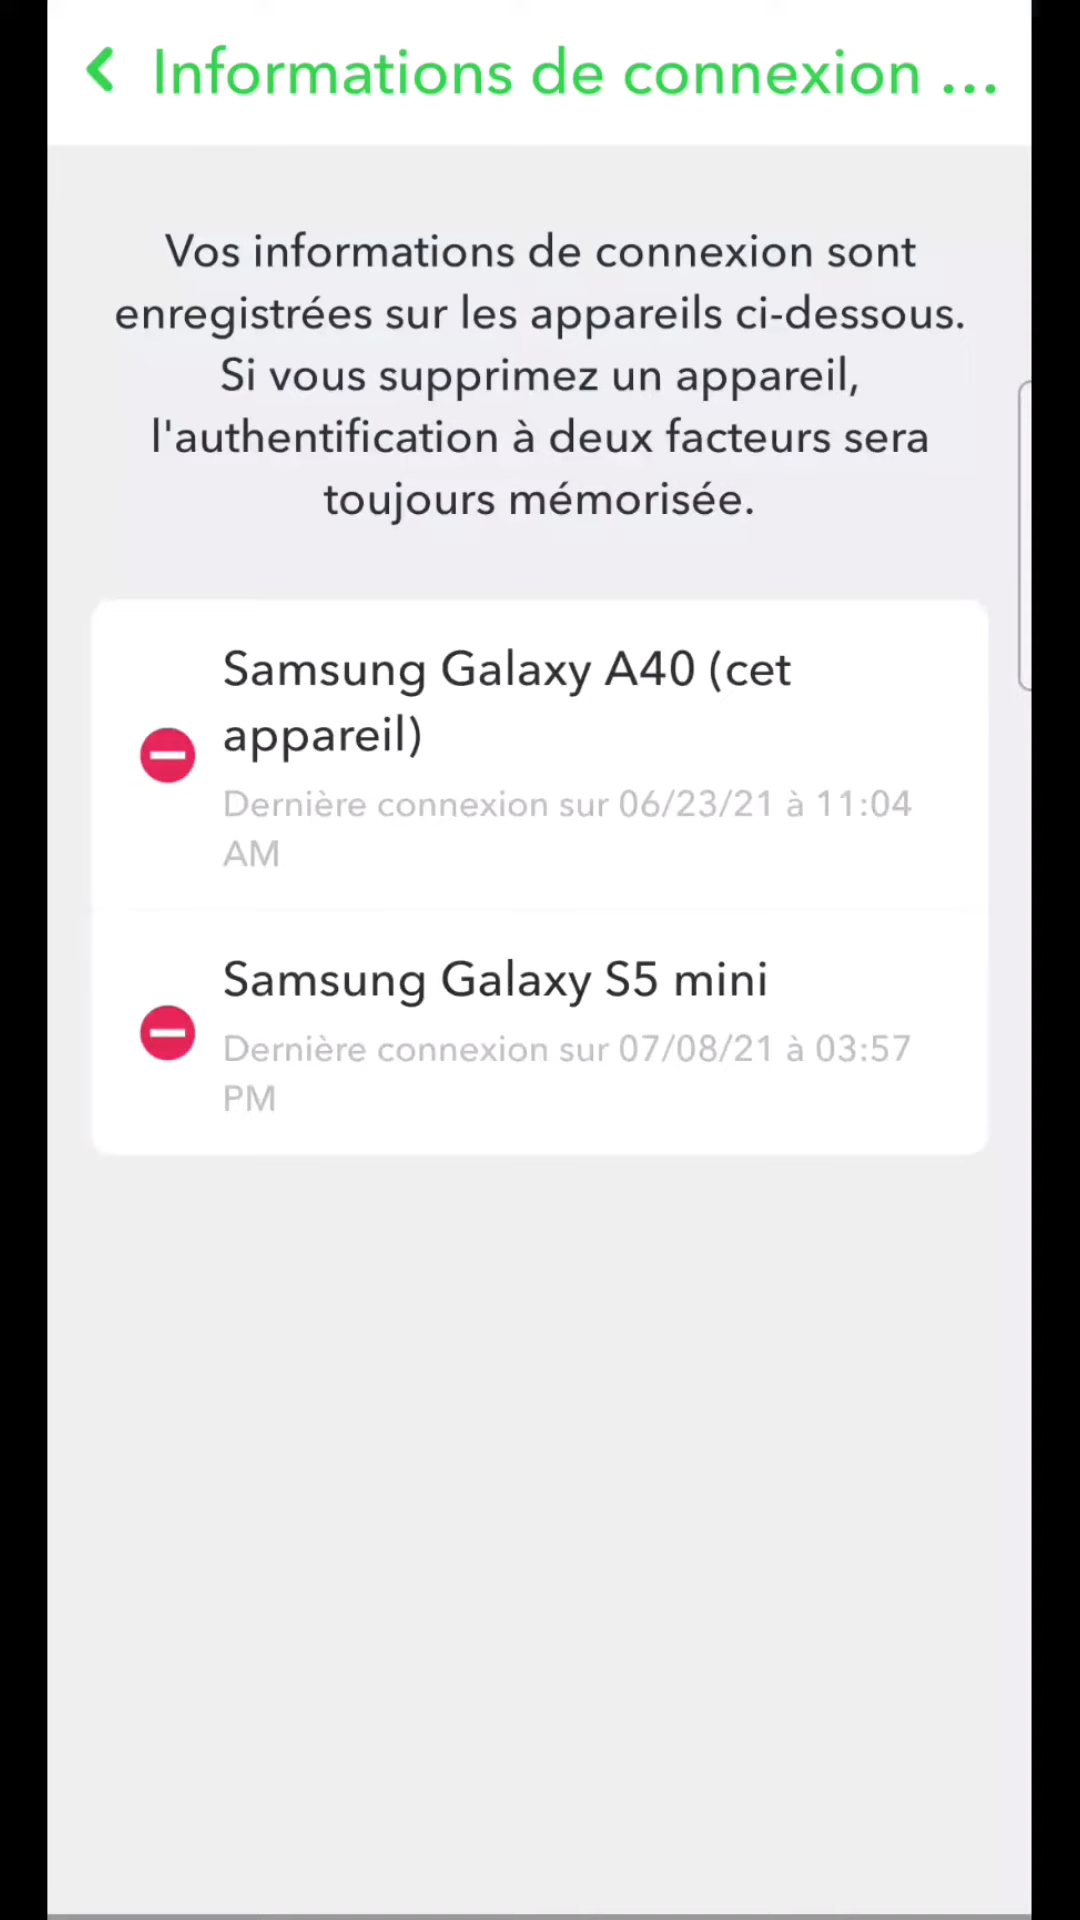 Informations de connexion ...
Vos informations de connexion sont
enregistrées sur les appareils ci-dessous.
Si vous supprimez un appareil,
l'authentification à deux facteurs sera
toujours mémorisée.
Samsung Galaxy A40 (cet
appareil)
Dernière connexion sur 06/23/21 à 11:04
AM
Samsung Galaxy S5 mini
Dernière connexion sur 07/08/21 à 03:57
PM